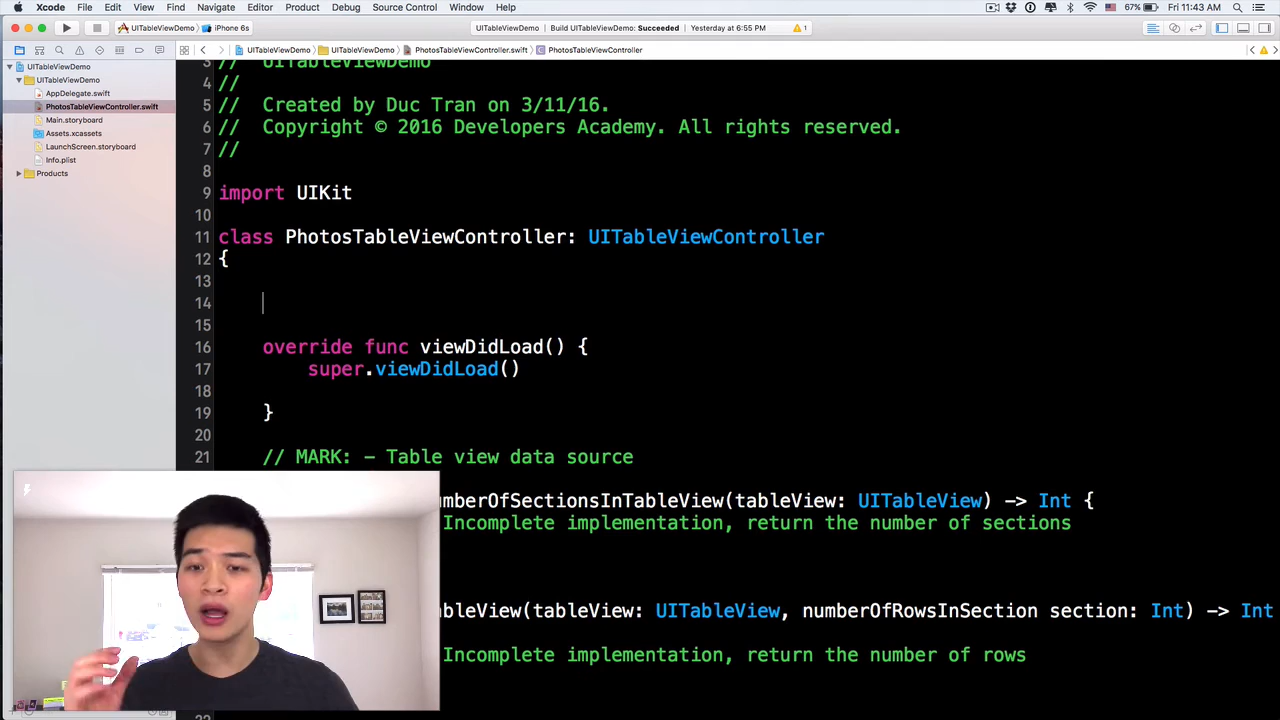 Xcode File Edit View Find Navigate Editor Product Debug Source Control Window Help 67% Fri 11:43 AM
UITableViewDemo iPhone 6s UITableViewDemo | Build UITableViewDemo: Succeeded Yesterday at 6:55 PM 1
UITableViewDemo UITableViewDemo PhotosTableViewController.swift PhotosTableViewController
UITableViewDemo
UITableViewDemo
AppDelegate.swift
PhotosTableViewController.swift
Main.storyboard
Assets.xcassets
LaunchScreen.storyboard
Info.plist
Products
3 // UITableViewDemo
4 //
5 // Created by Duc Tran on 3/11/16.
6 // Copyright © 2016 Developers Academy. All rights reserved.
7 //
8
9 import UIKit
10
11 class PhotosTableViewController: UITableViewController
12 {
13
14
15
16 override func viewDidLoad() {
17 super.viewDidLoad()
18
19 }
20
21 // MARK: - Table view data source
umberOfSectionsInTableView(tableView: UITableView) -> Int {
Incomplete implementation, return the number of sections
bleView(tableView: UITableView, numberOfRowsInSection section: Int) -> Int
Incomplete implementation, return the number of rows